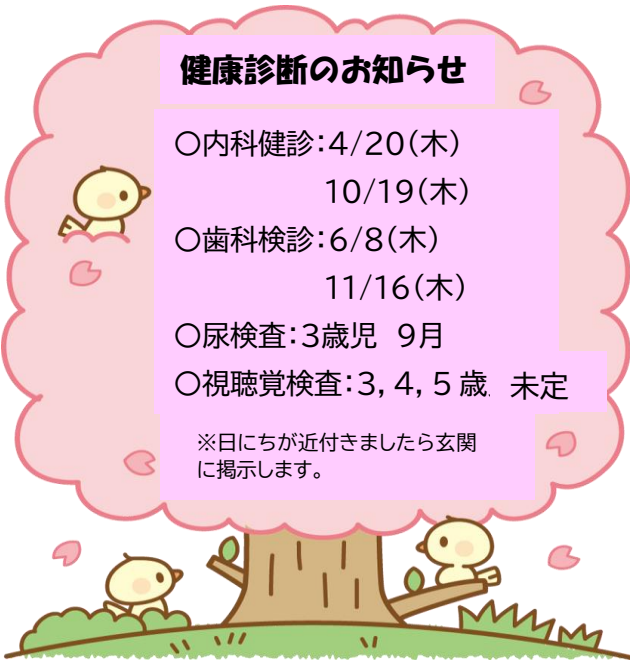 健康診断のお知らせ
〇内科健診：4/20(木)
10/19(木)
〇歯科検診：6/8(木)
11/16(木)
〇尿検査：3歳児　9月
〇視聴覚検査：3，4，5歳　未定
※日にちが近付きましたら玄関
に掲示します。